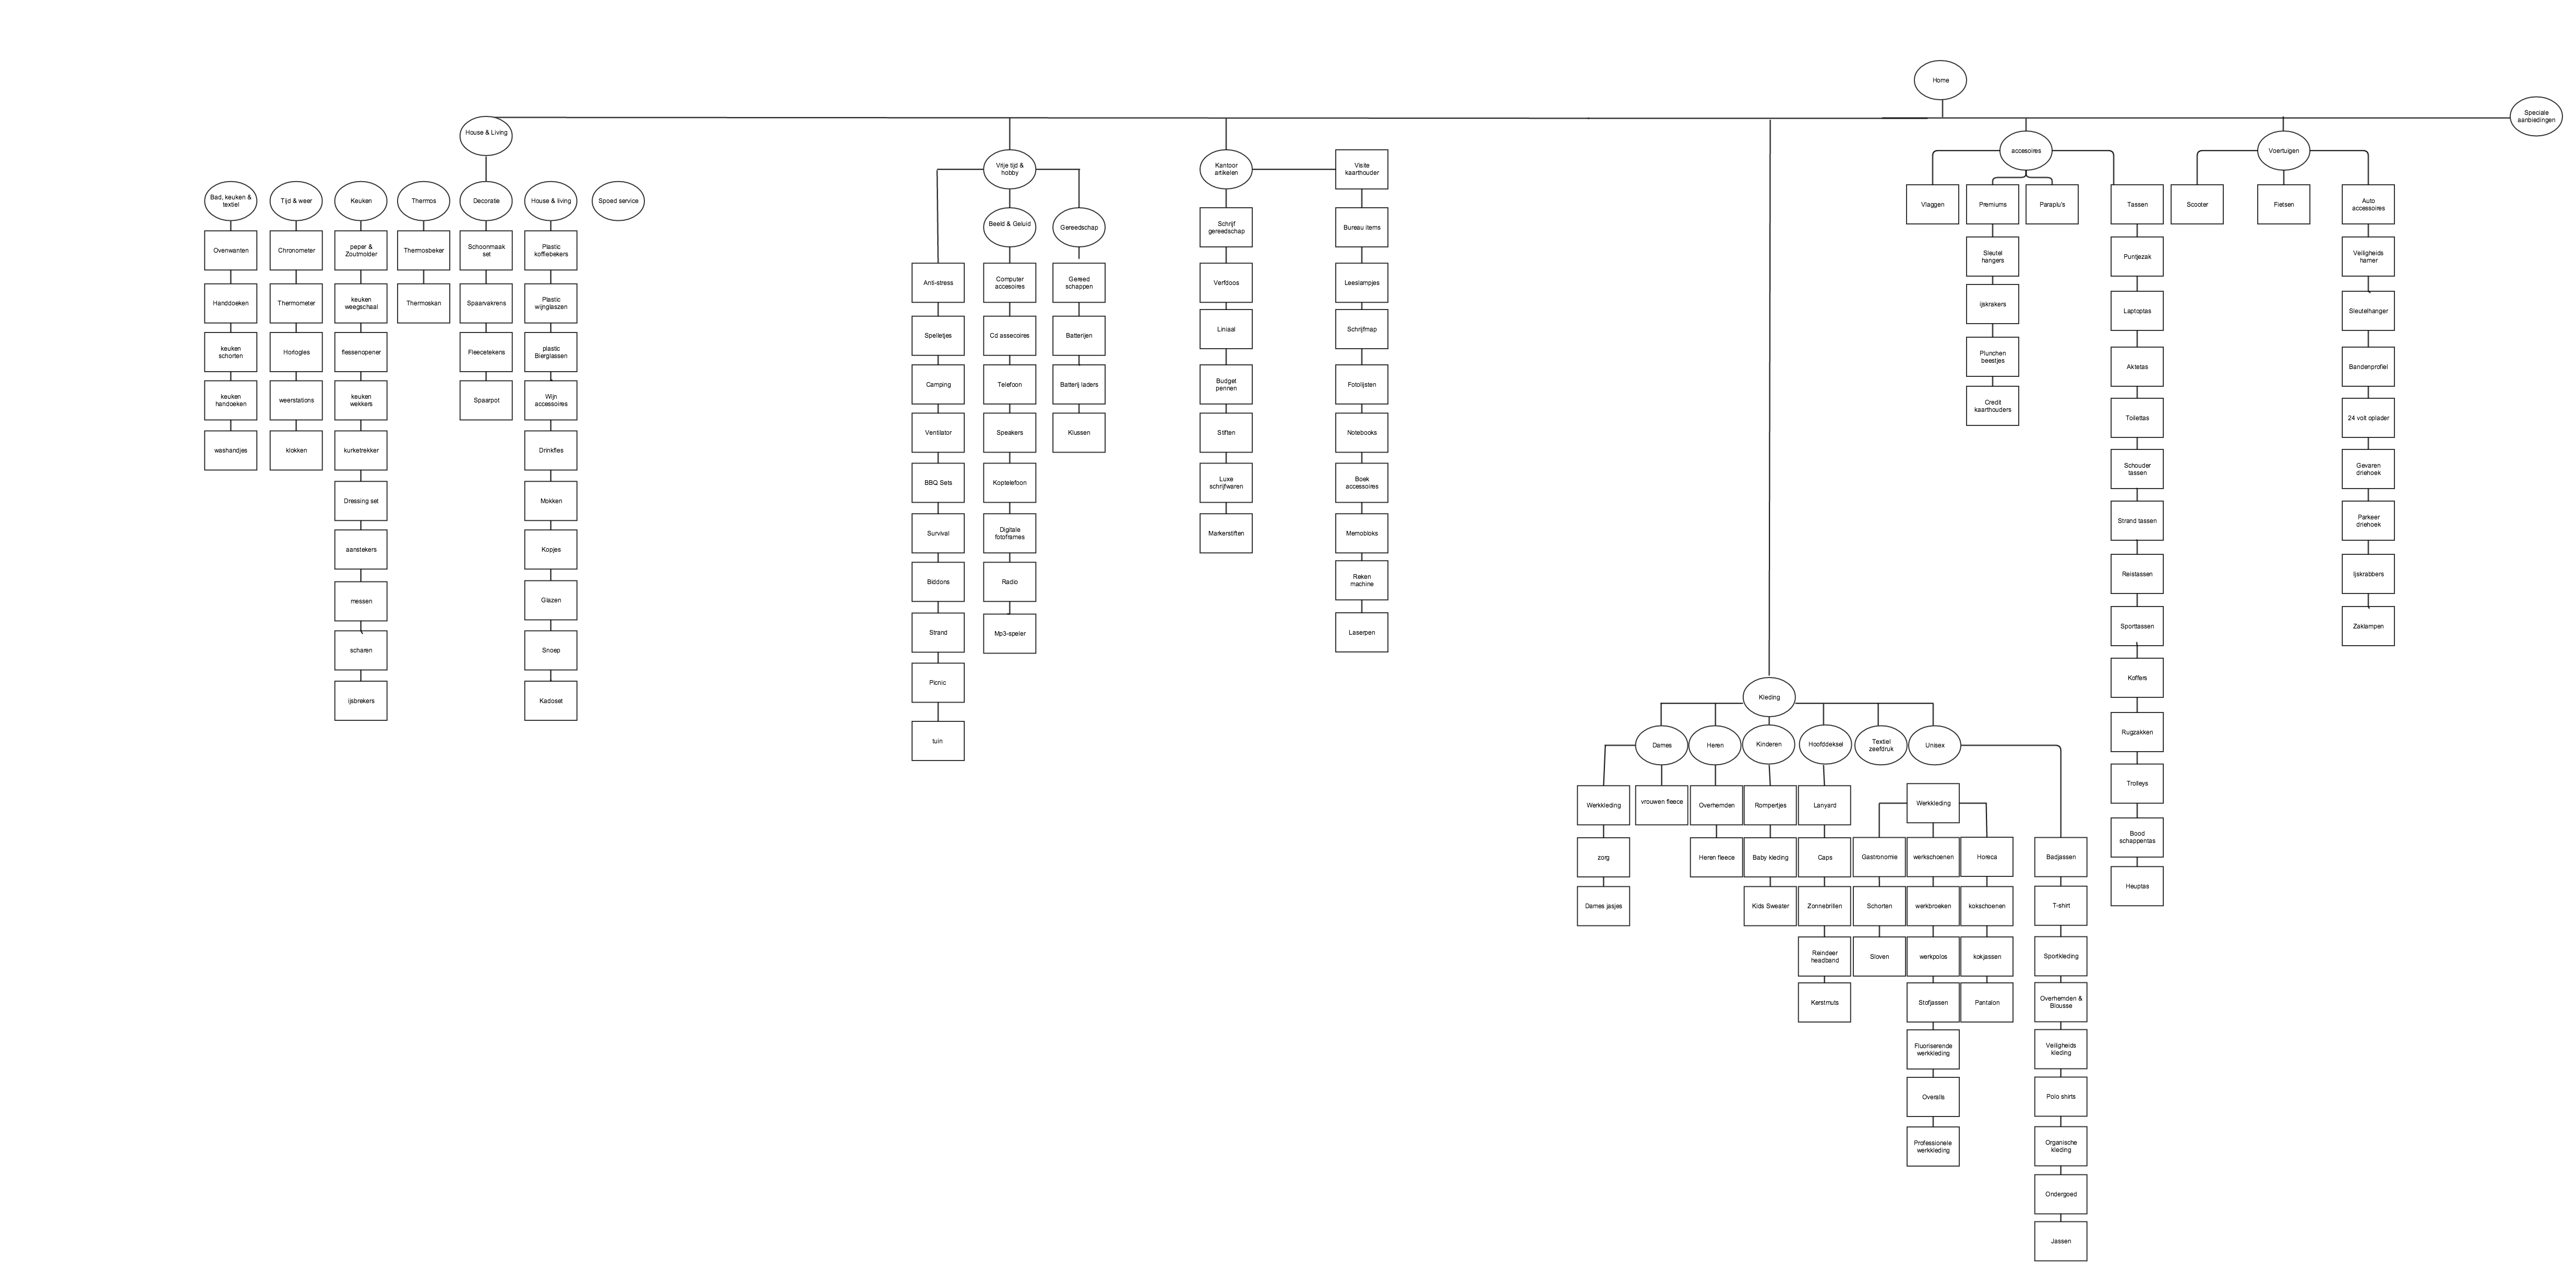 Home
Speciale
aanbiedingen
House & Living
Bad, keuken &
textiel
Ovenwanten
Handdoeken
keuken
schorten
keuken
handoeken
washandjes
Tijd & weer
Chronometer
Thermometer
Horlogles
weerstations
klokken
Keuken
peper &
Zoutmolder
keuken
weegschaal
flessenopener
keuken
wekkers
kurketrekker
Dressing set
aanstekers
messen
scharen
ijsbrekers
Thermos
Thermosbeker
Thermoskan
Decoratie
Schoonmaak
set
Spaarvakrens
Fleecetekens
Spaarpot
House & living
Plastic
koffiebekers
Plastic
wijnglaszen
plastic
Bierglassen
Wijn
accessoires
Drinkfles
Mokken
Kopjes
Glazen
Snoep
Kadoset
Spoed service
Vrije tijd &
hobby
Anti-stress
Spelletjes
Camping
Ventilator
BBQ Sets
Survival
Biddons
Strand
Picnic
tuin
Beeld & Geluid
Computer
accesoires
Cd assecoires
Telefoon
Speakers
Koptelefoon
Digitale
fotoframes
Radio
Mp3-speler
Gereedschap
Gereed
schappen
Batterijen
Batterij laders
Klussen
Kantoor
artikelen
Schrijf
gereedschap
Verfdoos
Liniaal
Budget
pennen
Stiften
Luxe
schrijfwaren
Markerstiften
Visite
kaarthouder
Bureau items
Leeslampjes
Schrijfmap
Fotolijsten
Notebooks
Boek
accessoires
Memobloks
Reken
machine
Laserpen
Kleding
Dames
Werkkleding
zorg
Dames jasjes
vrouwen fleece
Heren
Overhemden
Heren fleece
Kinderen
Rompertjes
Baby kleding
Kids Sweater
Hoofddeksel
Lanyard
Caps
Zonnebrillen
Reindeer
headband
Kerstmuts
Textiel
zeefdruk
Unisex
Werkkleding
Gastronomie
Schorten
Sloven
werkschoenen
werkbroeken
werkpolos
Stofjassen
Fluoriserende
werkkleding
Overalls
Professionele
werkkleding
Horeca
kokschoenen
kokjassen
Pantalon
Badjassen
T-shirt
Sportkleding
Overhemden &
Blousse
Veiligheids
kleding
Polo shirts
Organische
kleding
Ondergoed
Jassen
accesoires
Vlaggen
Premiums
Sleutel
hangers
ijskrakers
Plunchen
beestjes
Credit
kaarthouders
Paraplu's
Tassen
Puntjezak
Laptoptas
Aktetas
Toilettas
Schouder
tassen
Strand tassen
Reistassen
Sporttassen
Koffers
Rugzakken
Trolleys
Bood
schappentas
Heuptas
Voertuigen
Scooter
Fietsen
Auto
accessoires
Veiligheids
hamer
Sleutelhanger
Bandenprofiel
24 volt oplader
Gevaren
driehoek
Parkeer
driehoek
Ijskrabbers
Zaklampen